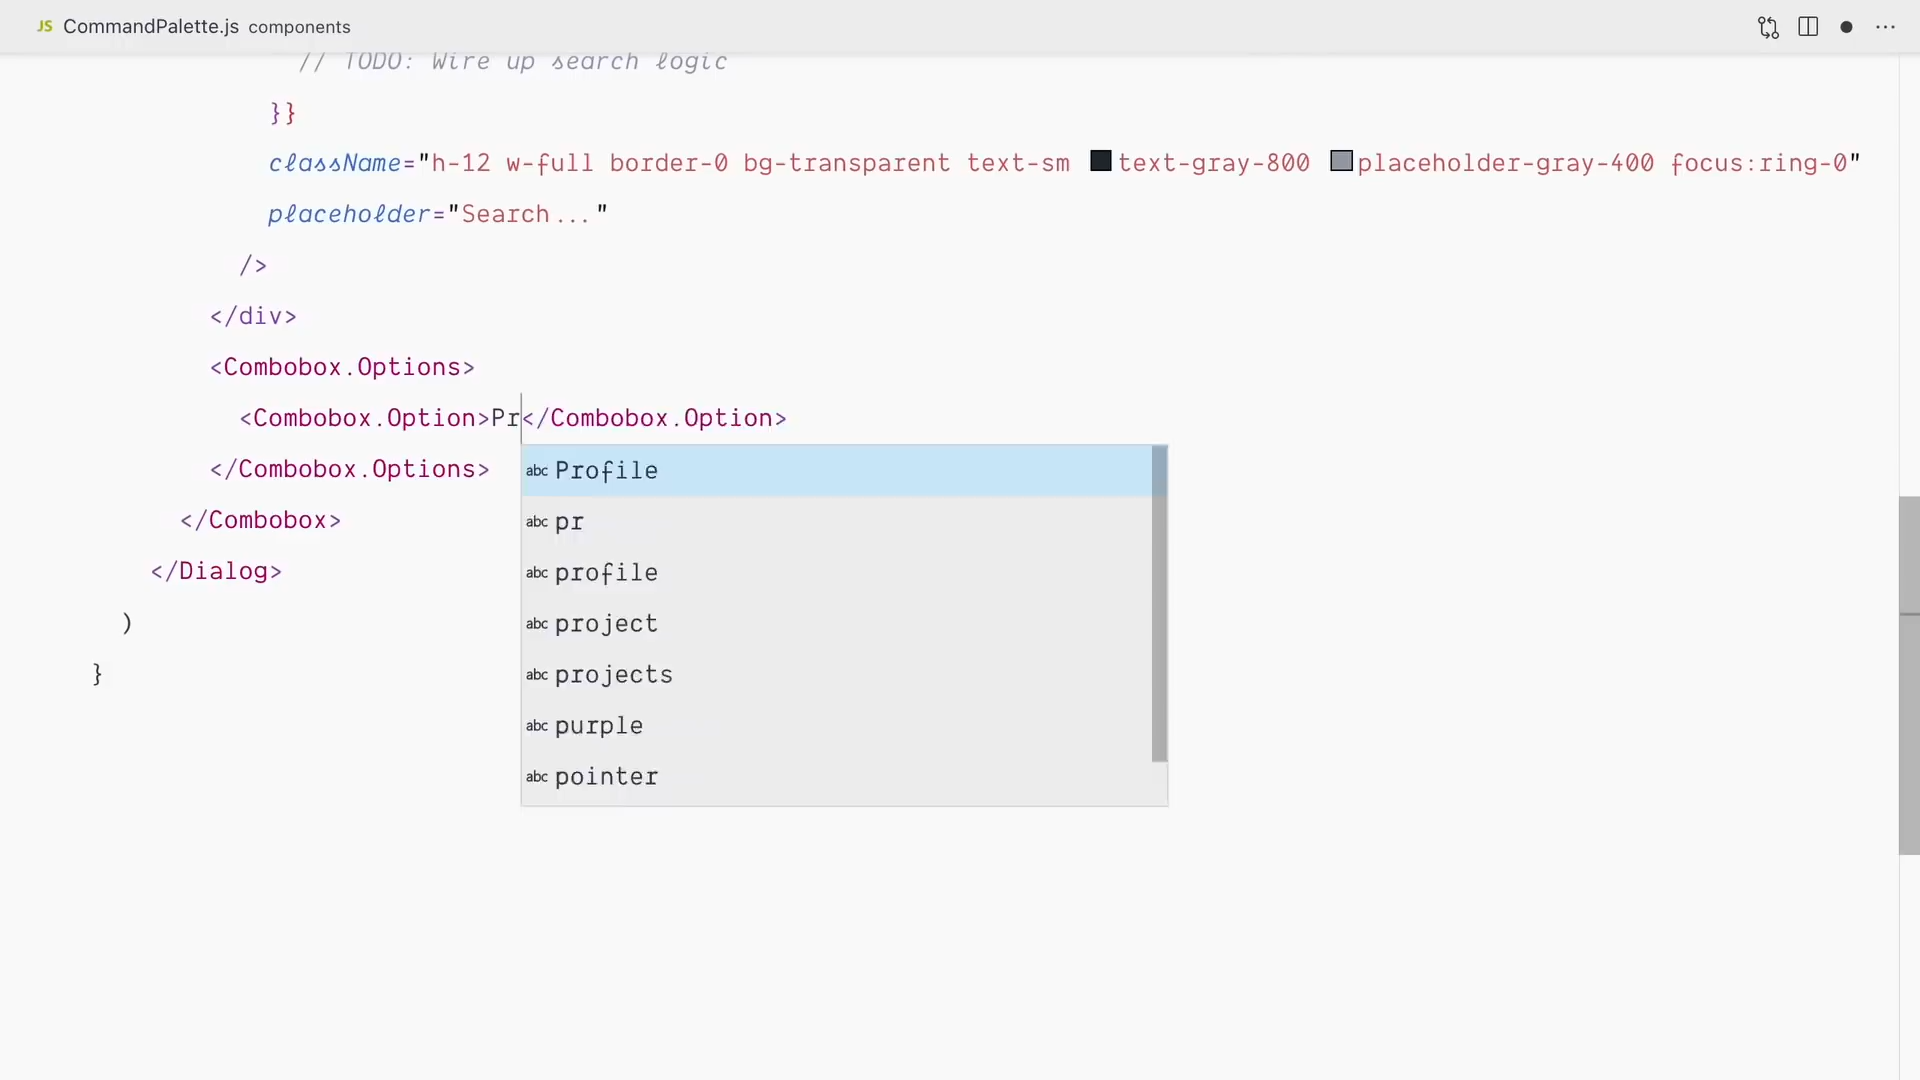 JS CommandPalette.js components
// TODO: Wire up search logic
}}
className="h-12 w-full border-0 bg-transparent text-sm text-gray-800 placeholder-gray-400 focus:ring-0"
placeholder="Search..."
/>
</div>
<Combobox.Options>
<Combobox.Option>Pr</Combobox.Option>
</Combobox.Options>
abc Profile
abc pr
</Combobox>
abc profile
</Dialog>
abc project
)
abc projects
}
abc purple
abc pointer